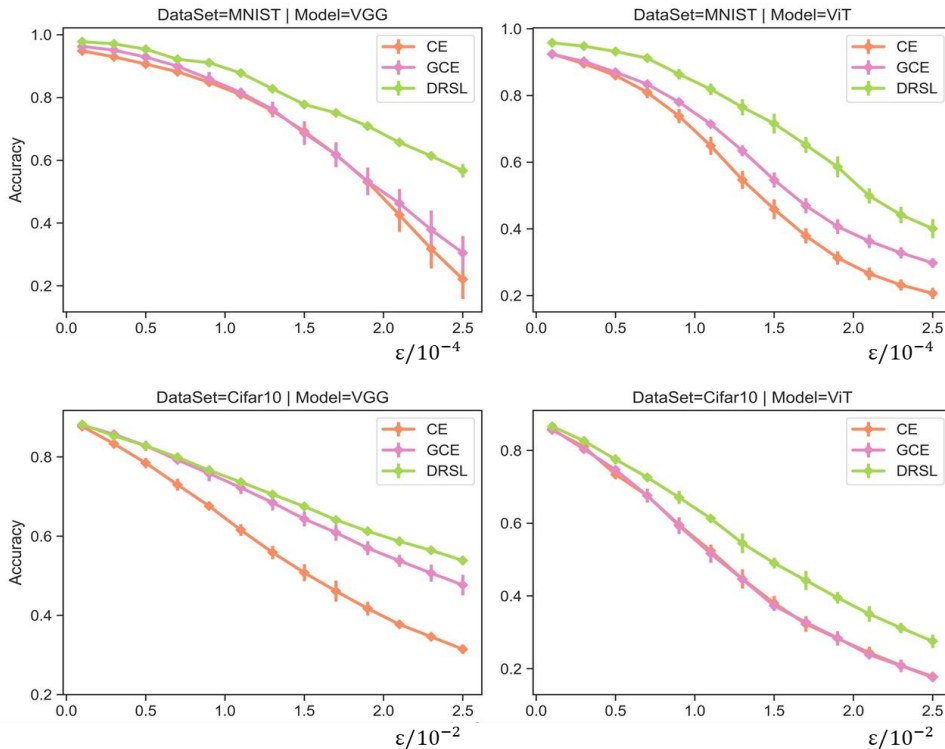 DataSet=MNIST | Model=VGG
1.0
0.8
0.6
0.4
0.2
Accuracy
CE
GCE
DRSL
0.0 0.5 1.0 1.5 2.0 2.5
ε/10⁻⁴
DataSet=MNIST | Model=ViT
1.0
0.8
0.6
0.4
0.2
CE
GCE
DRSL
0.0 0.5 1.0 1.5 2.0 2.5
ε/10⁻⁴
DataSet=Cifar10 | Model=VGG
0.8
0.6
0.4
0.2
Accuracy
CE
GCE
DRSL
0.0 0.5 1.0 1.5 2.0 2.5
ε/10⁻²
DataSet=Cifar10 | Model=ViT
0.8
0.6
0.4
0.2
CE
GCE
DRSL
0.0 0.5 1.0 1.5 2.0 2.5
ε/10⁻²